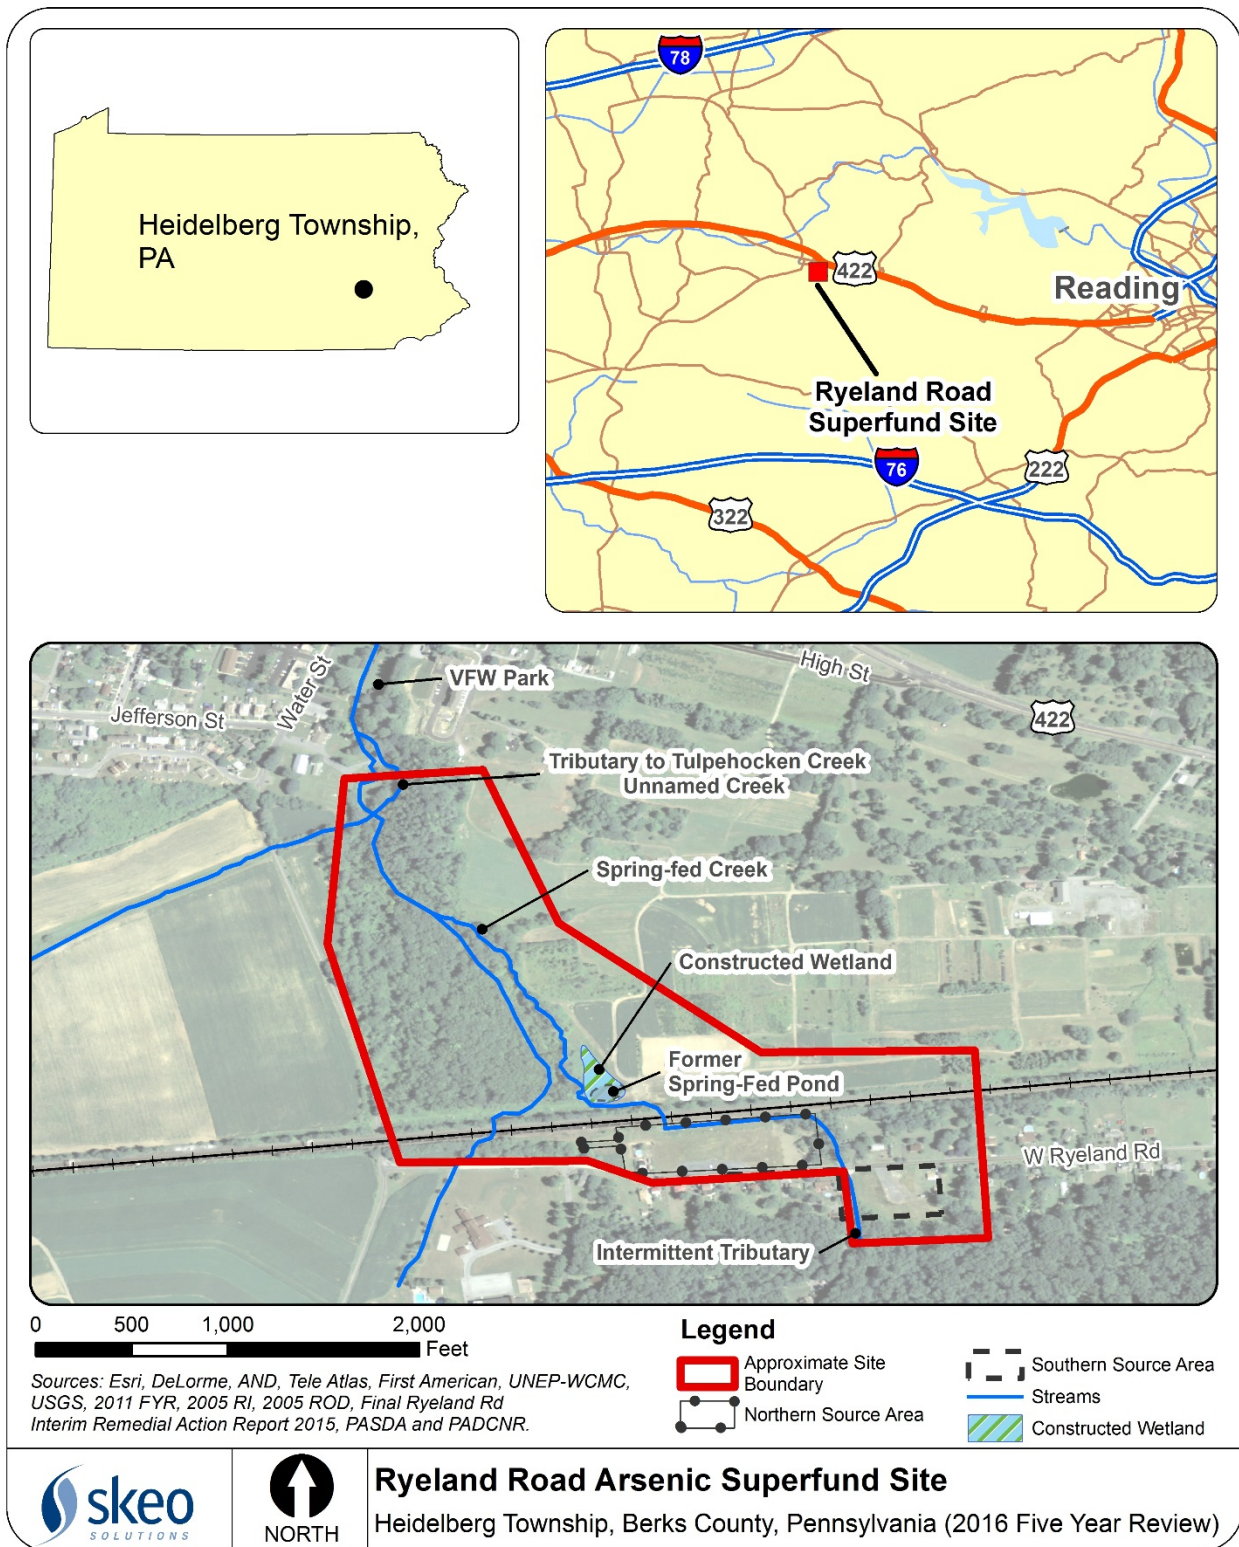 Heidelberg Township,
PA
78
422
Reading
Ryeland Road
Superfund Site
76
222
322
VFW Park
High St
Water St
Jefferson St
422
Tributary to Tulpehocken Creek
Unnamed Creek
Spring-fed Creek
Constructed Wetland
Former
Spring-Fed Pond
W Ryeland Rd
Intermittent Tributary
0 500 1,000 2,000
Feet
Sources: Esri, DeLorme, AND, Tele Atlas, First American, UNEP-WCMC,
USGS, 2011 FYR, 2005 RI, 2005 ROD, Final Ryeland Rd
Interim Remedial Action Report 2015, PASDA and PADCNR.
Legend
Approximate Site
Boundary
Northern Source Area
Southern Source Area
Streams
Constructed Wetland
skeo
SOLUTIONS
NORTH
Ryeland Road Arsenic Superfund Site
Heidelberg Township, Berks County, Pennsylvania (2016 Five Year Review)